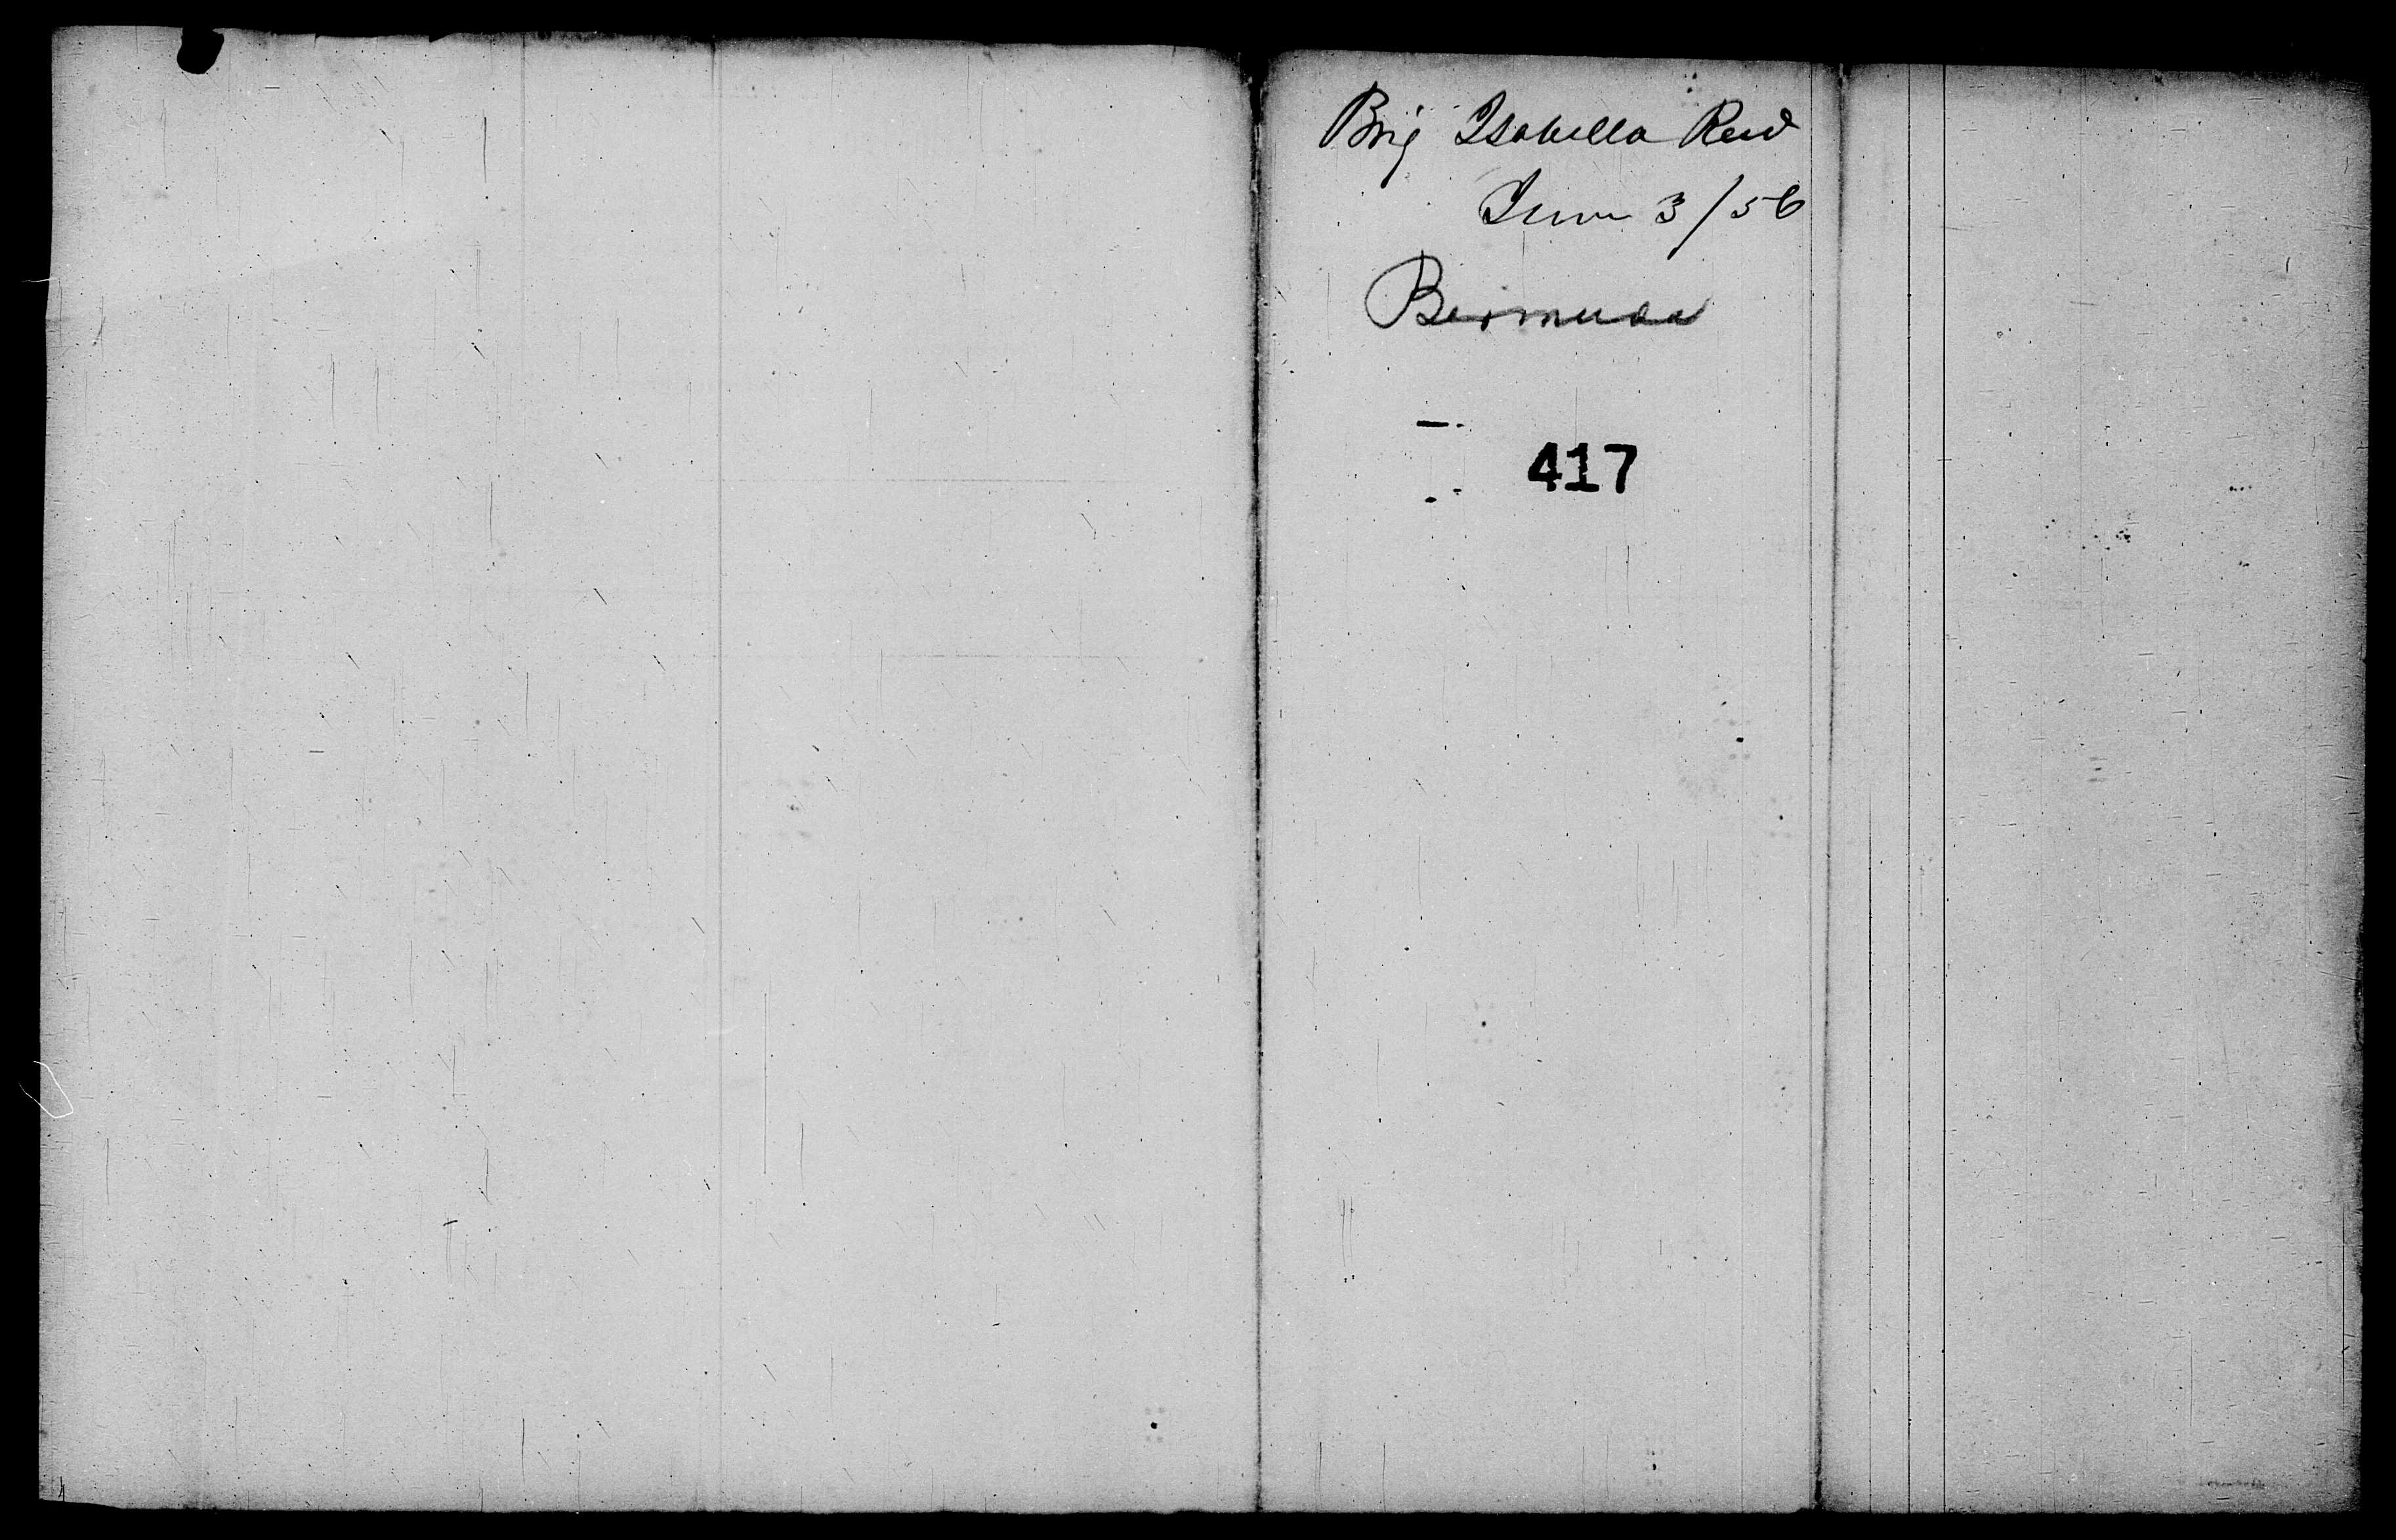 Brig Isabella Reed
June 3/56
Bermuda
417